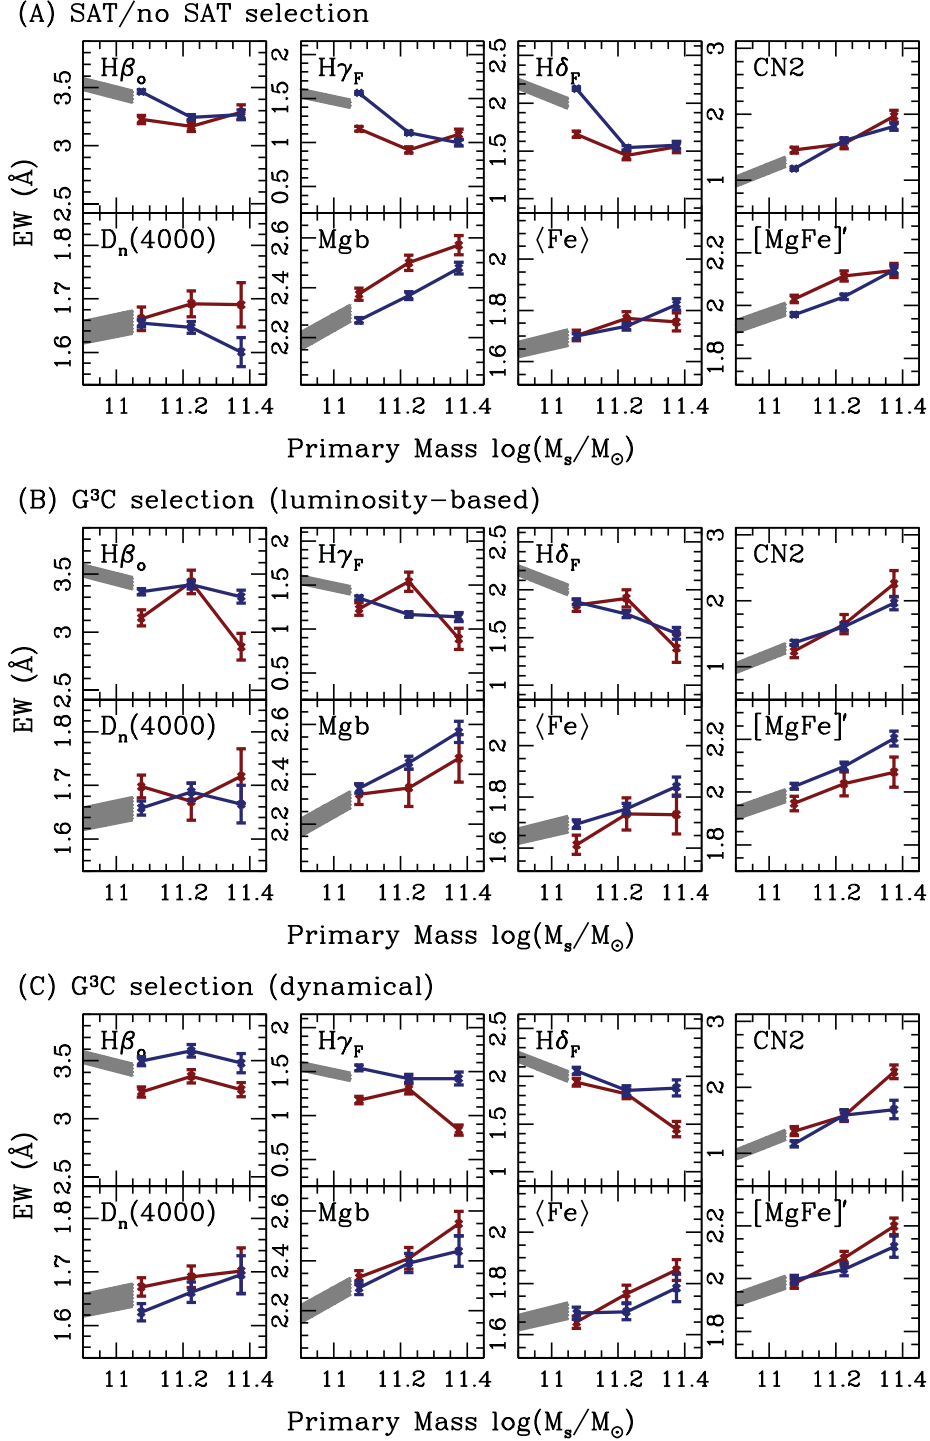 (A) SAT/no SAT selection
Hβₒ HγF HδF CN2
3.5 3 2.5
2 1.5 1 0.5
2.5 2 1.5 1
3 2 1
EW (Å)
Dₙ(4000) Mgb ⟨Fe⟩ [MgFe]′
1.8 1.7 1.6
2.6 2.4 2.2
2 1.8 1.6
2.2 2 1.8
11 11.2 11.4 11 11.2 11.4 11 11.2 11.4 11 11.2 11.4
Primary Mass log(Mₛ/M⊙)
(B) G³C selection (luminosity-based)
Hβₒ HγF HδF CN2
3.5 3 2.5
2 1.5 1 0.5
2.5 2 1.5 1
3 2 1
EW (Å)
Dₙ(4000) Mgb ⟨Fe⟩ [MgFe]′
1.8 1.7 1.6
2.6 2.4 2.2
2 1.8 1.6
2.2 2 1.8
11 11.2 11.4 11 11.2 11.4 11 11.2 11.4 11 11.2 11.4
Primary Mass log(Mₛ/M⊙)
(C) G³C selection (dynamical)
Hβₒ HγF HδF CN2
3.5 3 2.5
2 1.5 1 0.5
2.5 2 1.5 1
3 2 1
EW (Å)
Dₙ(4000) Mgb ⟨Fe⟩ [MgFe]′
1.8 1.7 1.6
2.6 2.4 2.2
2 1.8 1.6
2.2 2 1.8
11 11.2 11.4 11 11.2 11.4 11 11.2 11.4 11 11.2 11.4
Primary Mass log(Mₛ/M⊙)